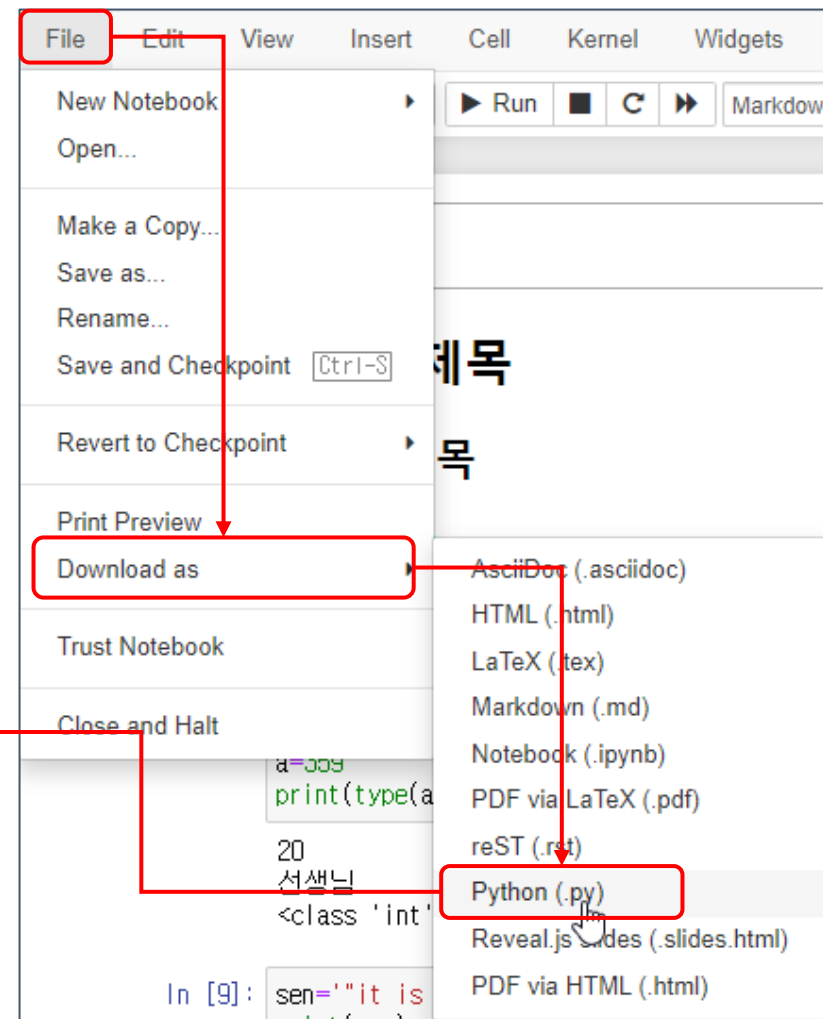 File Edit View Insert Cell Kernel Widgets
New Notebook
Run
Open...
Make a Copy...
Save as...
Rename...
Save and Checkpoint Ctrl-S
제목
Revert to Checkpoint
목
Print Preview
Download as
AsciiDoc (.asciidoc)
HTML (.html)
LaTeX (.tex)
Trust Notebook
Markdown (.md)
Close and Halt
Notebook (.ipynb)
a=359
print(type(a
PDF via LaTeX (.pdf)
20
reST (.rst)
선생님
Python (.py)
<class 'int'
Reveal.js slides (.slides.html)
In [9]: sen='"it is
PDF via HTML (.html)